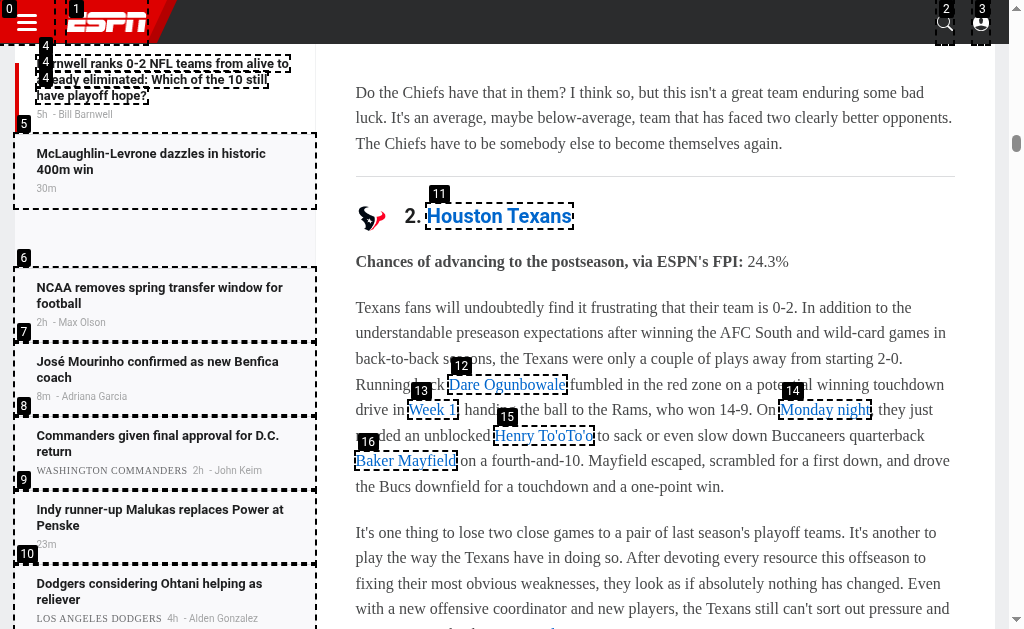 0
1
ESPN
2
3
4
4
4
rnwell ranks 0-2 NFL teams from alive to
eady eliminated: Which of the 10 still
have playoff hope?
5h - Bill Barnwell
5
McLaughlin-Levrone dazzles in historic
400m win
30m
6
NCAA removes spring transfer window for
football
2h - Max Olson
7
José Mourinho confirmed as new Benfica
coach
8m - Adriana Garcia
8
Commanders given final approval for D.C.
return
WASHINGTON COMMANDERS 2h - John Keim
9
Indy runner-up Malukas replaces Power at
Penske
23m
10
Dodgers considering Ohtani helping as
reliever
LOS ANGELES DODGERS 4h - Alden Gonzalez
Do the Chiefs have that in them? I think so, but this isn't a great team enduring some bad
luck. It's an average, maybe below-average, team that has faced two clearly better opponents.
The Chiefs have to be somebody else to become themselves again.
11
2. Houston Texans
Chances of advancing to the postseason, via ESPN's FPI: 24.3%
Texans fans will undoubtedly find it frustrating that their team is 0-2. In addition to the
understandable preseason expectations after winning the AFC South and wild-card games in
back-to-back seasons, the Texans were only a couple of plays away from starting 2-0.
12
Running back Dare Ogunbowale fumbled in the red zone on a potential winning touchdown
13
14
drive in Week 1, handing the ball to the Rams, who won 14-9. On Monday night, they just
15
needed an unblocked Henry To'oTo'o to sack or even slow down Buccaneers quarterback
16
Baker Mayfield on a fourth-and-10. Mayfield escaped, scrambled for a first down, and drove
the Bucs downfield for a touchdown and a one-point win.
It's one thing to lose two close games to a pair of last season's playoff teams. It's another to
play the way the Texans have in doing so. After devoting every resource this offseason to
fixing their most obvious weaknesses, they look as if absolutely nothing has changed. Even
with a new offensive coordinator and new players, the Texans still can't sort out pressure and